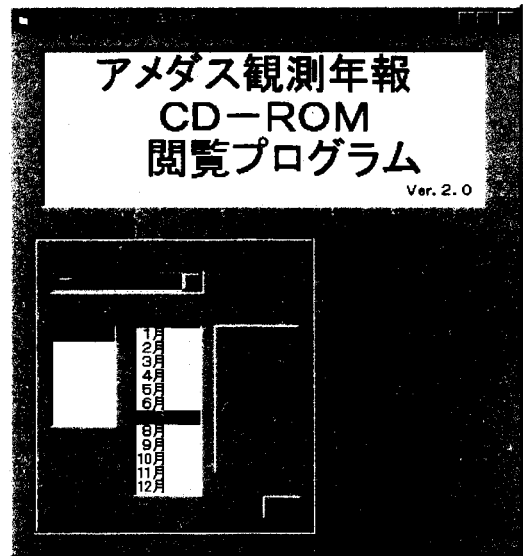 アメダス観測年報
CD－ROM
閲覧プログラム
Ver. 2.0
1月
2月
3月
4月
5月
6月
8月
9月
10月
11月
12月